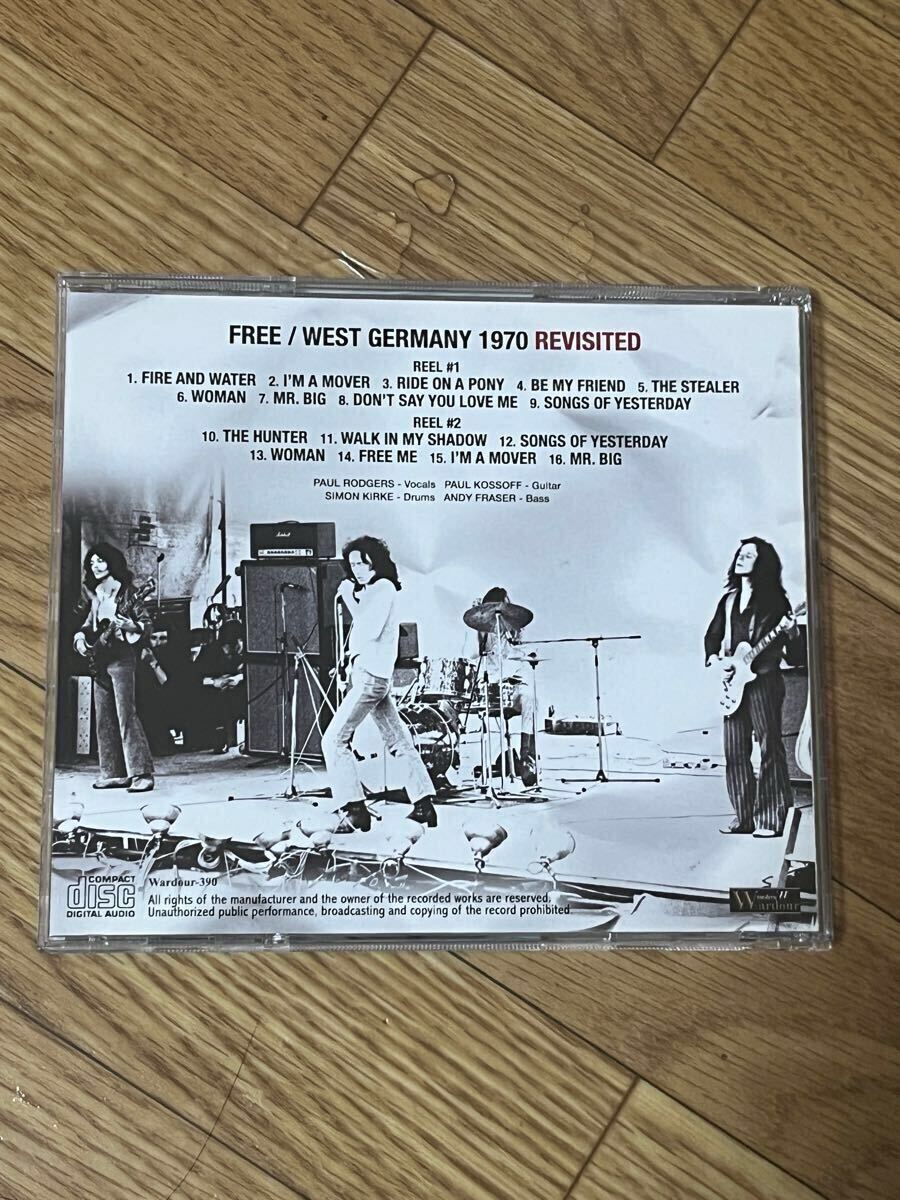 FREE / WEST GERMANY 1970 REVISITED
REEL #1
1. FIRE AND WATER 2. I'M A MOVER 3. RIDE ON A PONY 4. BE MY FRIEND 5. THE STEALER
6. WOMAN 7. MR. BIG 8. DON'T SAY YOU LOVE ME 9. SONGS OF YESTERDAY
REEL #2
10. THE HUNTER 11. WALK IN MY SHADOW 12. SONGS OF YESTERDAY
13. WOMAN 14. FREE ME 15. I'M A MOVER 16. MR. BIG
PAUL RODGERS - Vocals PAUL KOSSOFF - Guitar
SIMON KIRKE - Drums ANDY FRASER - Bass
Marshall
COMPACT
disc
DIGITAL AUDIO
Wardour-390
All rights of the manufacturer and the owner of the recorded works are reserved.
Unauthorized public performance, broadcasting and copying of the record prohibited.
Wardour